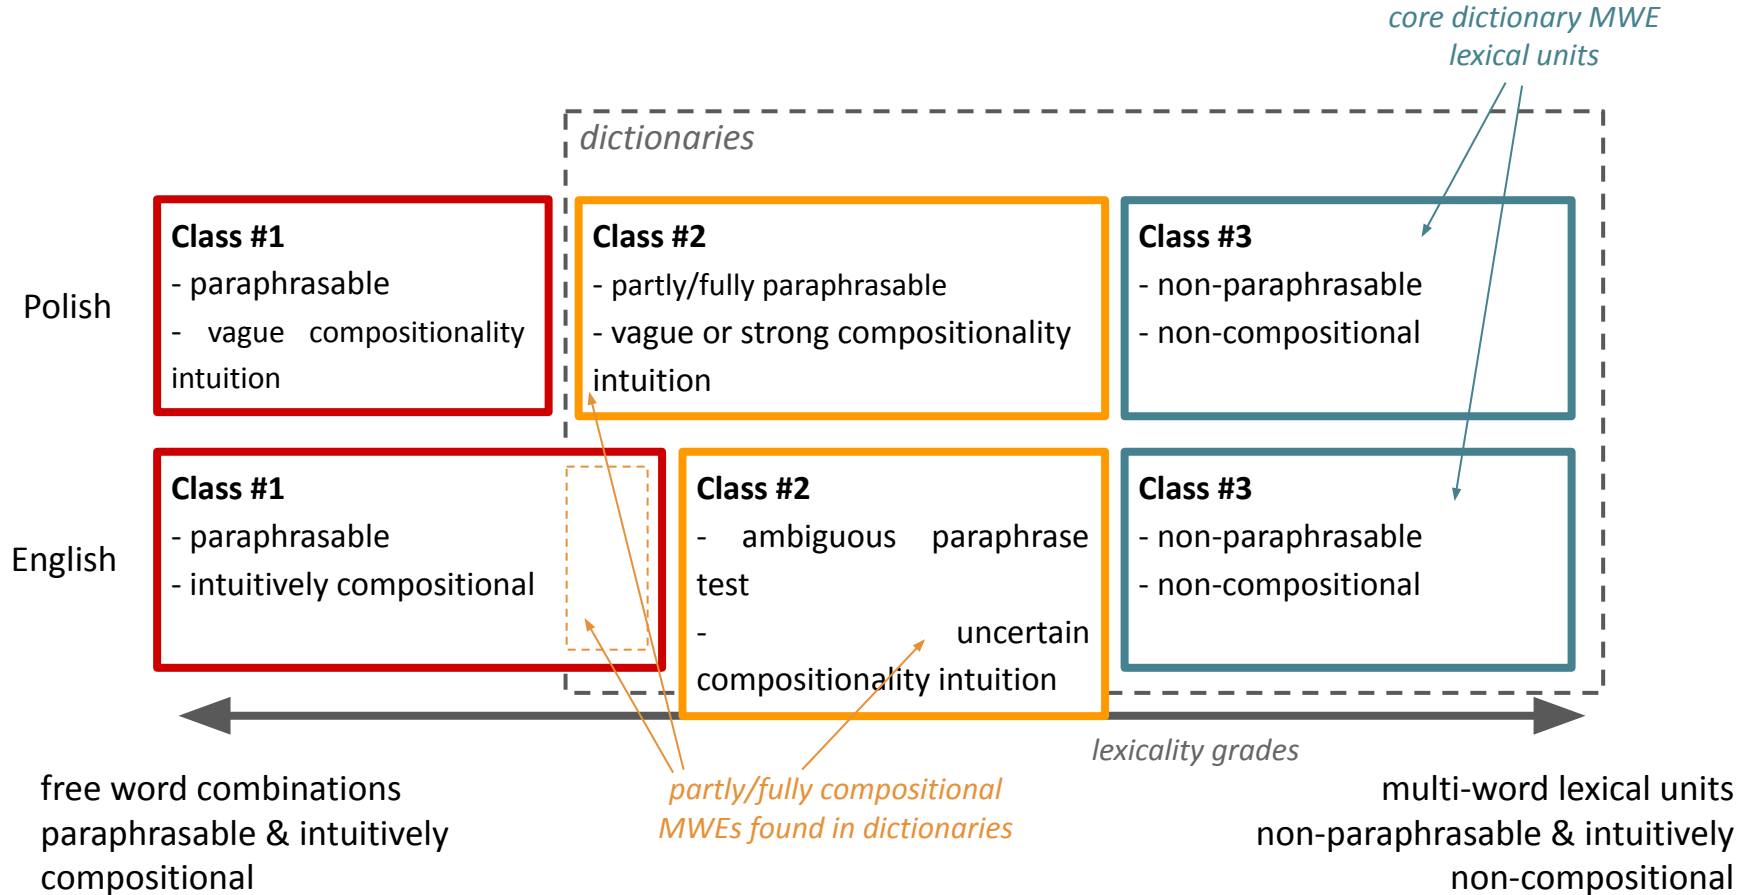 core dictionary MWE
lexical units
dictionaries
Polish
Class #1
- paraphrasable
- vague compositionality
intuition
Class #2
- partly/fully paraphrasable
- vague or strong compositionality
intuition
Class #3
- non-paraphrasable
- non-compositional
English
Class #1
- paraphrasable
- intuitively compositional
Class #2
- ambiguous paraphrase
test
- uncertain
compositionality intuition
Class #3
- non-paraphrasable
- non-compositional
lexicality grades
free word combinations
paraphrasable & intuitively
compositional
partly/fully compositional
MWEs found in dictionaries
multi-word lexical units
non-paraphrasable & intuitively
non-compositional